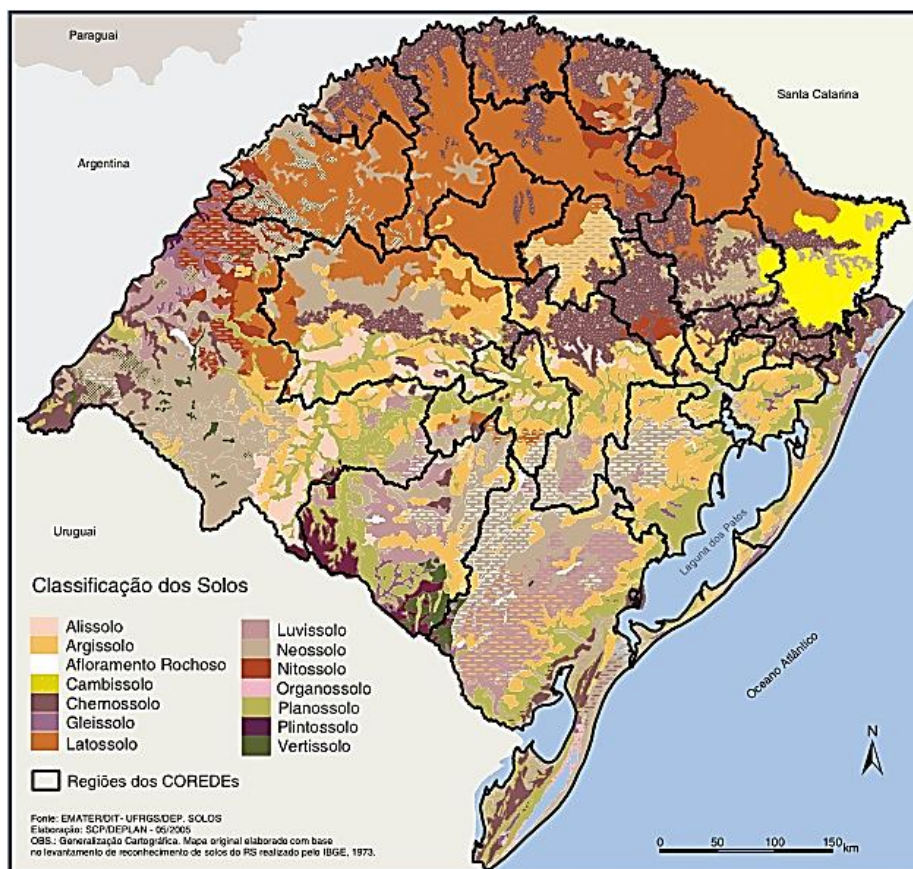 Paraguai
Santa Catarina
Argentina
Uruguai
Laguna dos Patos
Oceano Atlântico
Classificação dos Solos
Alissolo
Argissolo
Afloramento Rochoso
Cambissolo
Chernossolo
Gleissolo
Latossolo
Luvissolo
Neossolo
Nitossolo
Organossolo
Planossolo
Plintossolo
Vertissolo
Regiões dos COREDEs
Fonte: EMATER/DIT- UFRGS/DEP. SOLOS
Elaboração: SCP/DEPLAN - 05/2005
OBS.: Generalização Cartográfica. Mapa original elaborado com base
no levantamento de reconhecimento de solos do RS realizado pelo IBGE, 1973.
N
0 50 100 150 km